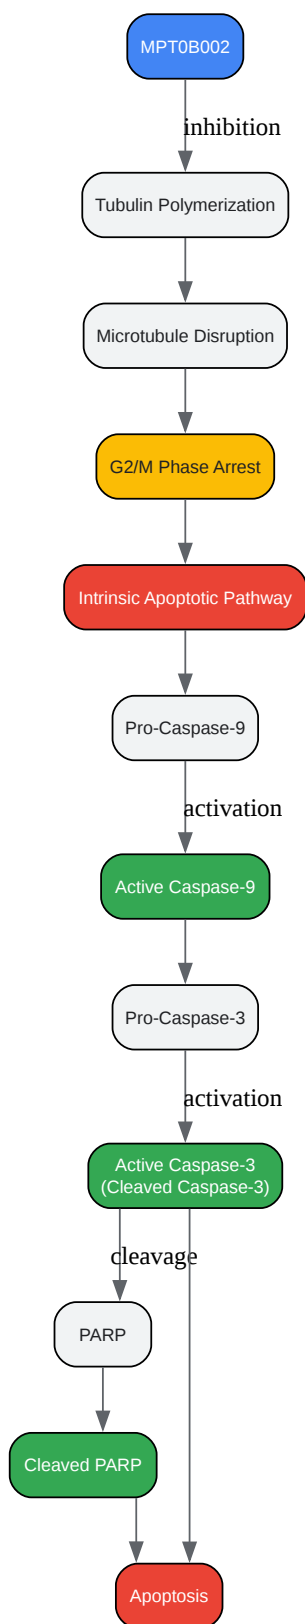 MPT0B002
inhibition
Tubulin Polymerization
Microtubule Disruption
G2/M Phase Arrest
Intrinsic Apoptotic Pathway
Pro-Caspase-9
activation
Active Caspase-9
Pro-Caspase-3
activation
Active Caspase-3
(Cleaved Caspase-3)
cleavage
PARP
Cleaved PARP
Apoptosis